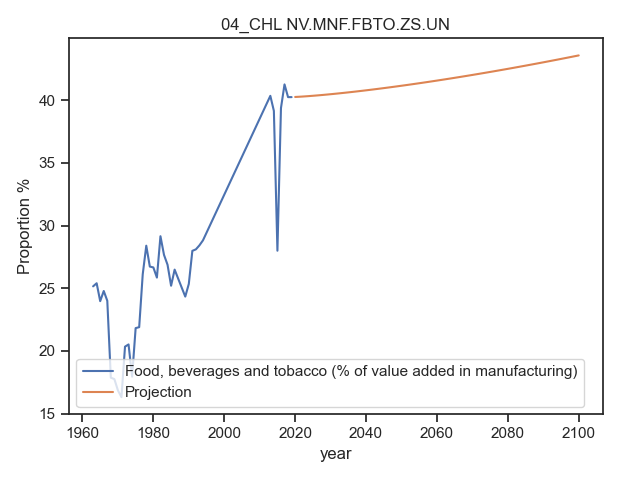 04_CHL NV.MNF.FBTO.ZS.UN
Proportion %
40
35
30
25
20
15
Food, beverages and tobacco (% of value added in manufacturing)
Projection
1960 1980 2000 2020 2040 2060 2080 2100
year